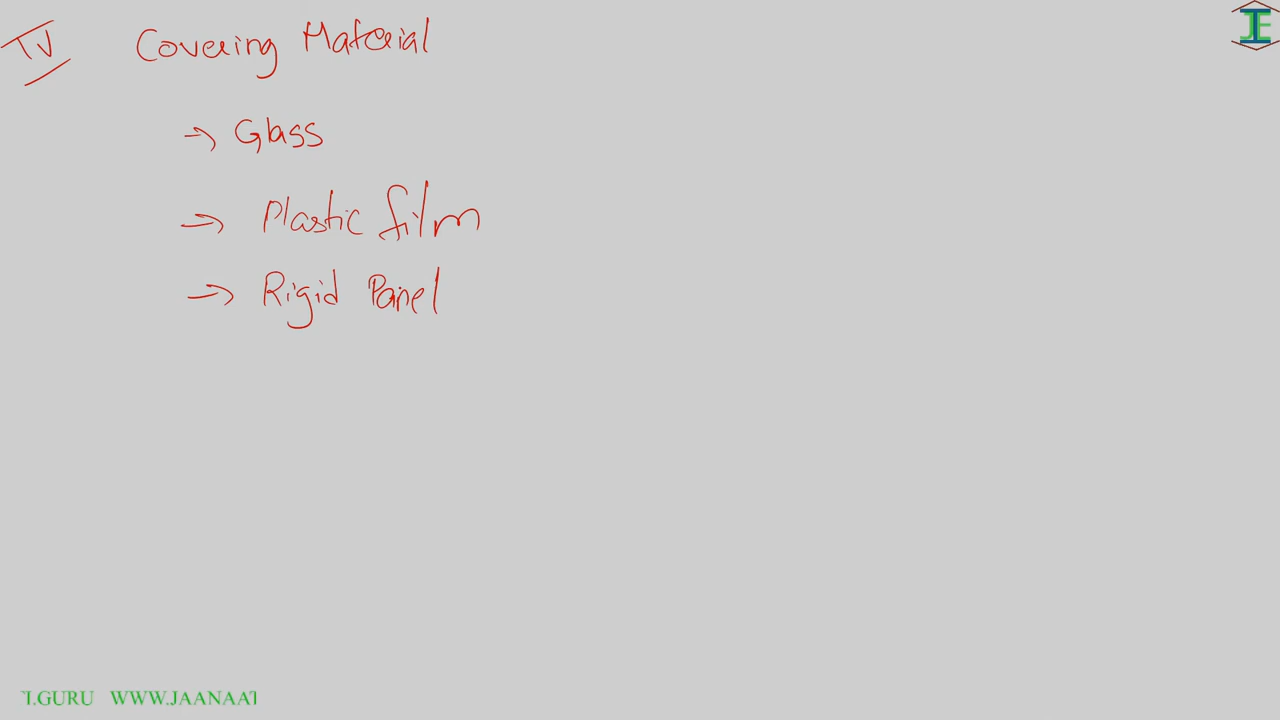 IV Covering Material
→ Glass
→ Plastic film
→ Rigid Panel
I.GURU WWW.JAANAAT